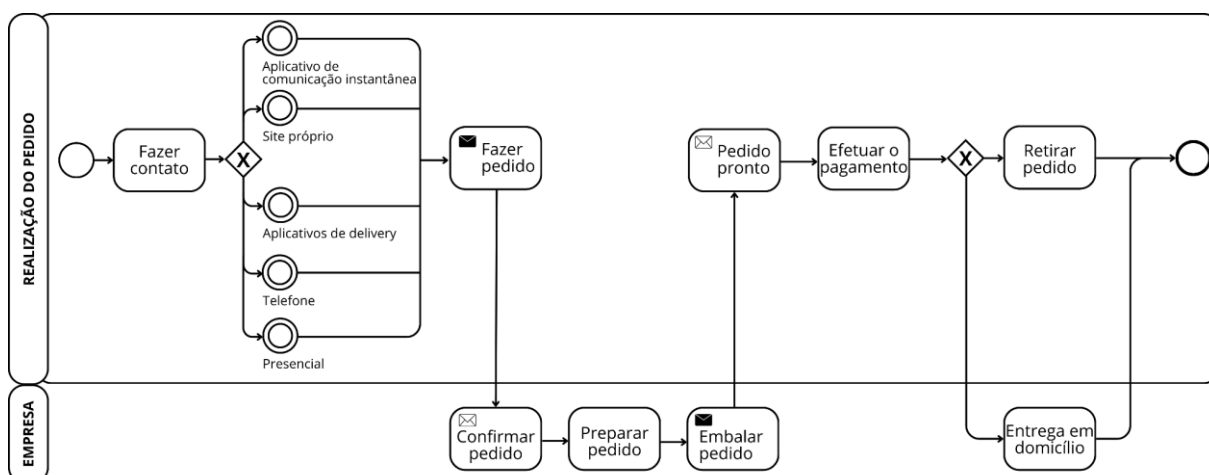 REALIZAÇÃO DO PEDIDO
Fazer
contato
X
Aplicativo de
comunicação instantânea
Site próprio
Aplicativos de delivery
Telefone
Presencial
Fazer
pedido
Pedido
pronto
Efetuar o
pagamento
X
Retirar
pedido
EMPRESA
Confirmar
pedido
Preparar
pedido
Embalar
pedido
Entrega em
domicílio